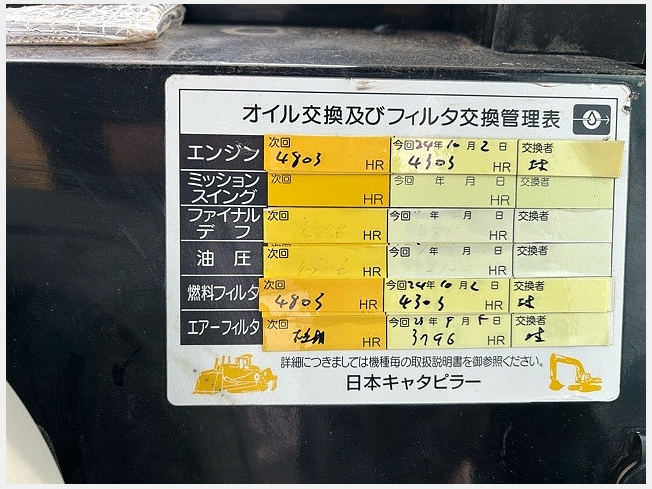 オイル交換及びフィルタ交換管理表
エンジン 次回 4803 HR 今回24年10月2日 4303 HR 交換者
ミッション スイング 次回 HR 今回 年 月 日 HR 交換者
ファイナル デフ 次回 HR 今回 年 月 日 HR 交換者
油圧 次回 HR 今回 年 月 日 HR 交換者
燃料フィルタ 次回 4803 HR 今回24年10月2日 4303 HR 交換者
エアーフィルタ 次回 HR 今回23年9月 日 3796 HR 交換者
詳細につきましては機種毎の取扱説明書を御参照ください。
日本キャタピラー